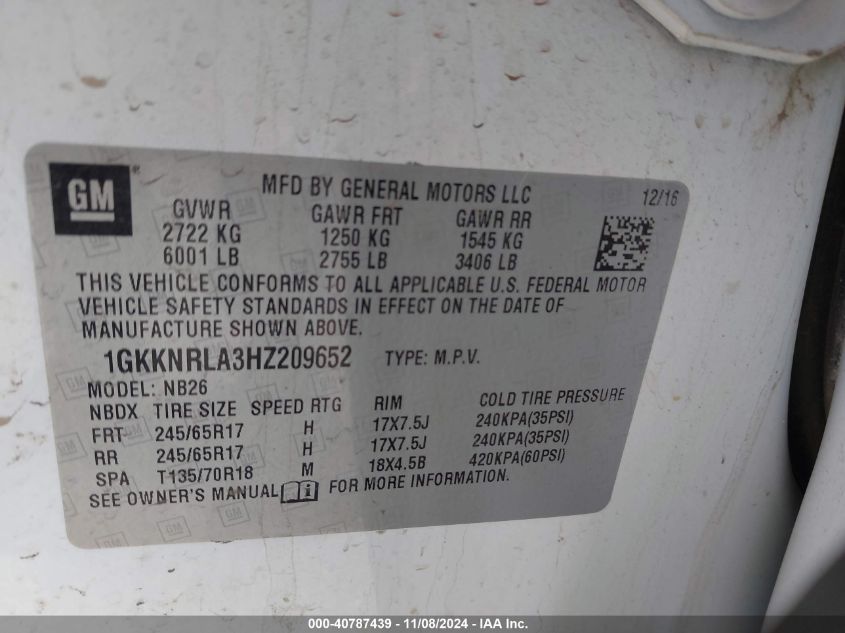 GM ® MFD BY GENERAL MOTORS LLC 12/16
GVWR GAWR FRT GAWR RR
2722 KG 1250 KG 1545 KG
6001 LB 2755 LB 3406 LB
THIS VEHICLE CONFORMS TO ALL APPLICABLE U.S. FEDERAL MOTOR
VEHICLE SAFETY STANDARDS IN EFFECT ON THE DATE OF
MANUFACTURE SHOWN ABOVE.
1GKKNRLA3HZ209652 TYPE: M.P.V.
MODEL: NB26
NBDX TIRE SIZE SPEED RTG RIM COLD TIRE PRESSURE
FRT 245/65R17 H 17X7.5J 240KPA(35PSI)
RR 245/65R17 H 17X7.5J 240KPA(35PSI)
SPA T135/70R18 M 18X4.5B 420KPA(60PSI)
SEE OWNER'S MANUAL FOR MORE INFORMATION.
000-40787439 - 11/08/2024 - IAA Inc.